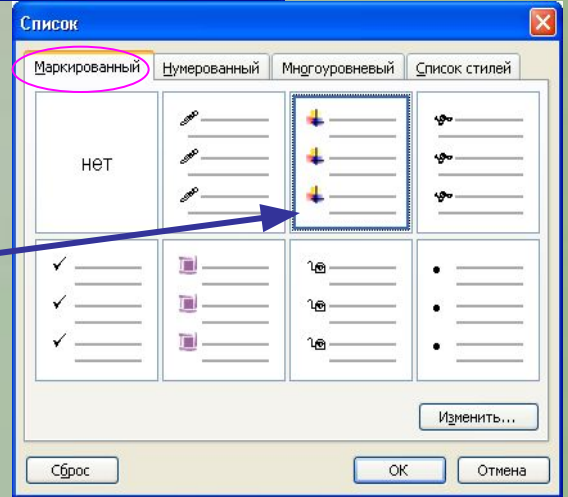 Список
Маркированный Нумерованный Многоуровневый Список стилей
нет
Изменить...
Сброс ОК Отмена